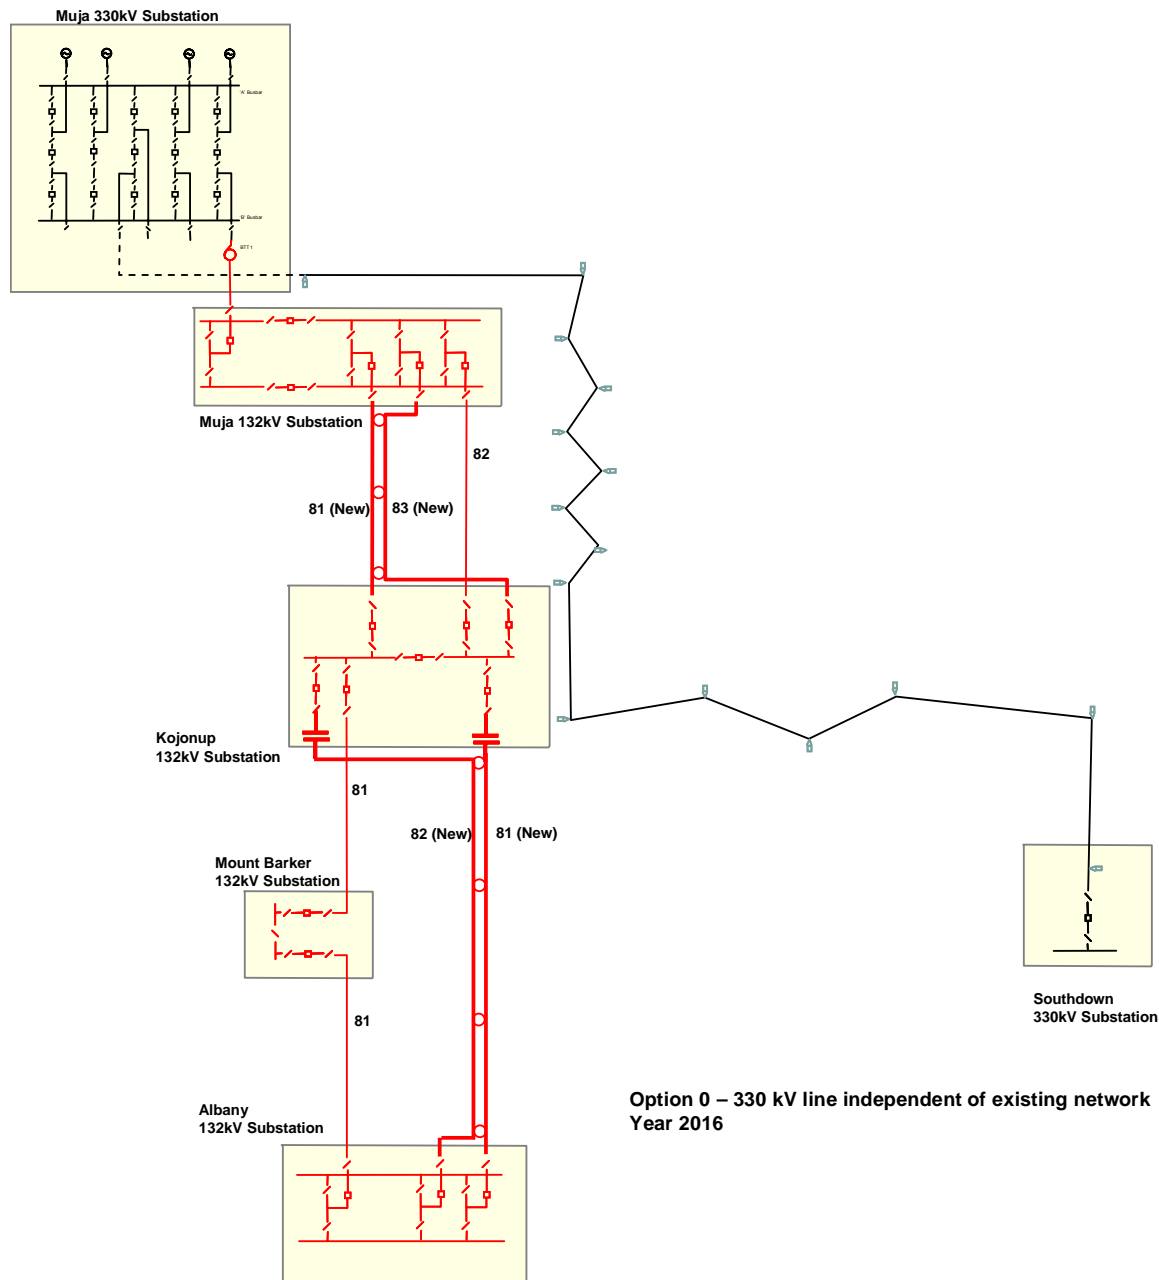 Muja 330kV Substation
'A' Busbar
'B' Busbar
BTT1
Muja 132kV Substation
82
81 (New)
83 (New)
Kojonup
132kV Substation
81
82 (New)
81 (New)
Mount Barker
132kV Substation
81
Southdown
330kV Substation
Albany
132kV Substation
Option 0 – 330 kV line independent of existing network
Year 2016